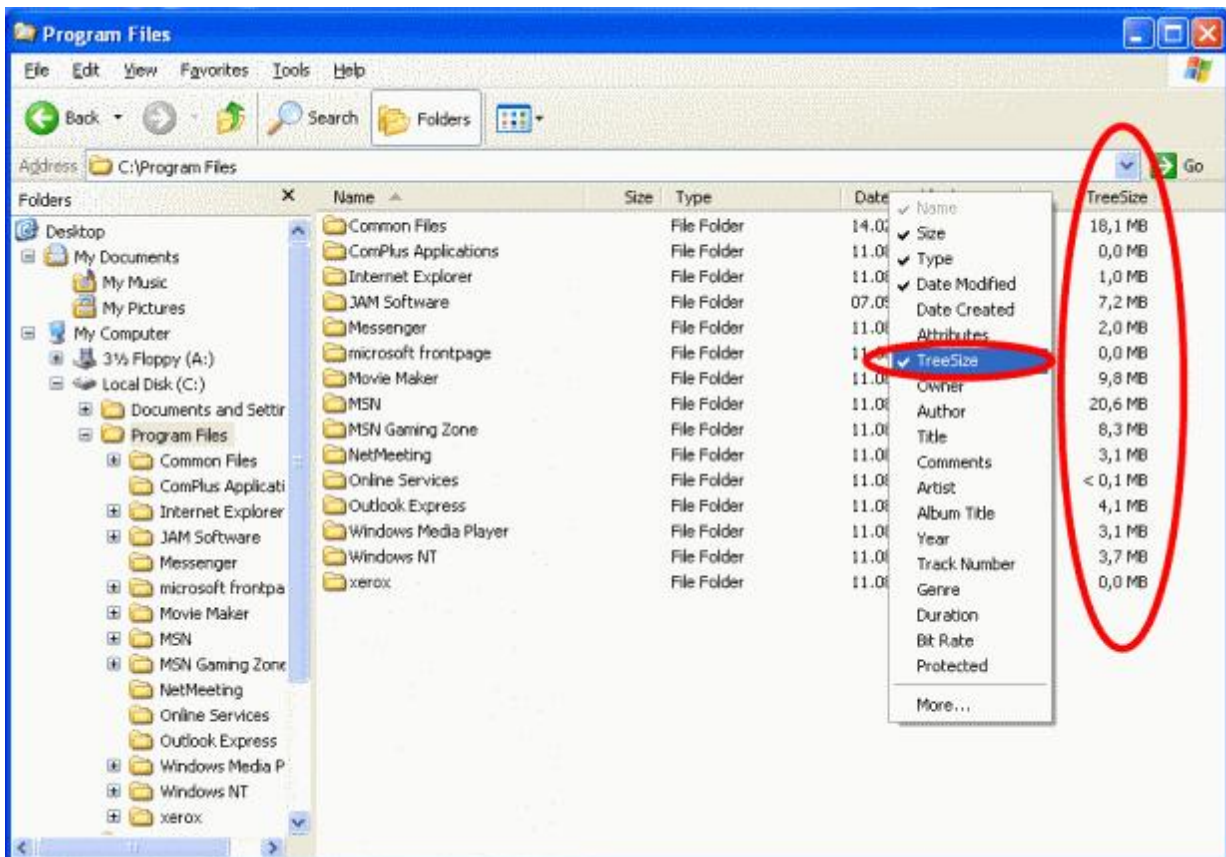 Program Files
File Edit View Favorites Tools Help
Back Search Folders
Address C:\Program Files Go
Folders Name Size Type Date TreeSize
Desktop
My Documents
My Music
My Pictures
My Computer
3½ Floppy (A:)
Local Disk (C:)
Documents and Settir
Program Files
Common Files
ComPlus Applicati
Internet Explorer
JAM Software
Messenger
microsoft frontpa
Movie Maker
MSN
MSN Gaming Zone
NetMeeting
Online Services
Outlook Express
Windows Media P
Windows NT
xerox
Common Files File Folder 14.02 18,1 MB
ComPlus Applications File Folder 11.08 0,0 MB
Internet Explorer File Folder 11.08 1,0 MB
JAM Software File Folder 07.09 7,2 MB
Messenger File Folder 11.08 2,0 MB
microsoft frontpage File Folder 0,0 MB
Movie Maker File Folder 11.08 9,8 MB
MSN File Folder 11.08 20,6 MB
MSN Gaming Zone File Folder 11.08 8,3 MB
NetMeeting File Folder 11.08 3,1 MB
Online Services File Folder 11.08 < 0,1 MB
Outlook Express File Folder 11.08 4,1 MB
Windows Media Player File Folder 11.08 3,1 MB
Windows NT File Folder 11.08 3,7 MB
xerox File Folder 11.08 0,0 MB
Name
Size
Type
Date Modified
Date Created
Attributes
TreeSize
Owner
Author
Title
Comments
Artist
Album Title
Year
Track Number
Genre
Duration
Bit Rate
Protected
More...